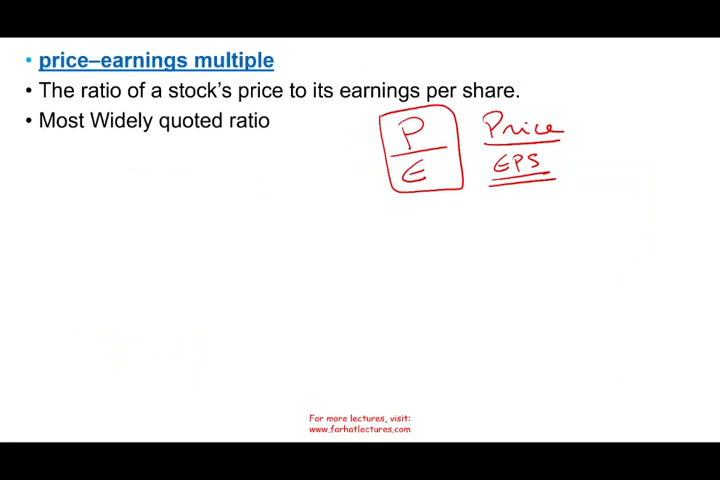 • price–earnings multiple
• The ratio of a stock's price to its earnings per share.
• Most Widely quoted ratio
P
E
Price
EPS
For more lectures, visit:
www.farhatlectures.com